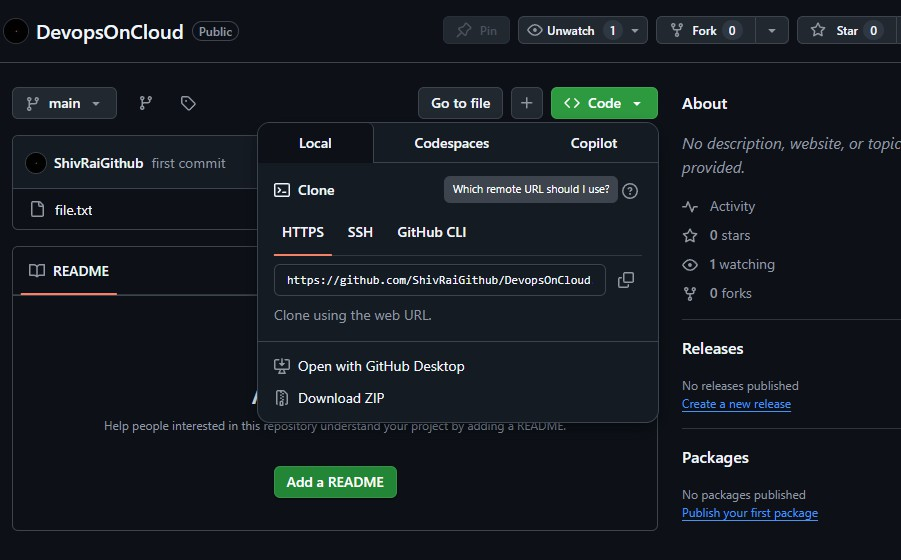 DevopsOnCloud Public
Pin Unwatch 1 Fork 0 Star 0
main Go to file Code
Local Codespaces Copilot
ShivRaiGithub first commit
file.txt
README
Clone Which remote URL should I use?
HTTPS SSH GitHub CLI
https://github.com/ShivRaiGithub/DevopsOnCloud
Clone using the web URL.
Open with GitHub Desktop
Download ZIP
Help people interested in this repository understand your project by adding a README.
Add a README
About
No description, website, or topic
provided.
Activity
0 stars
1 watching
0 forks
Releases
No releases published
Create a new release
Packages
No packages published
Publish your first package